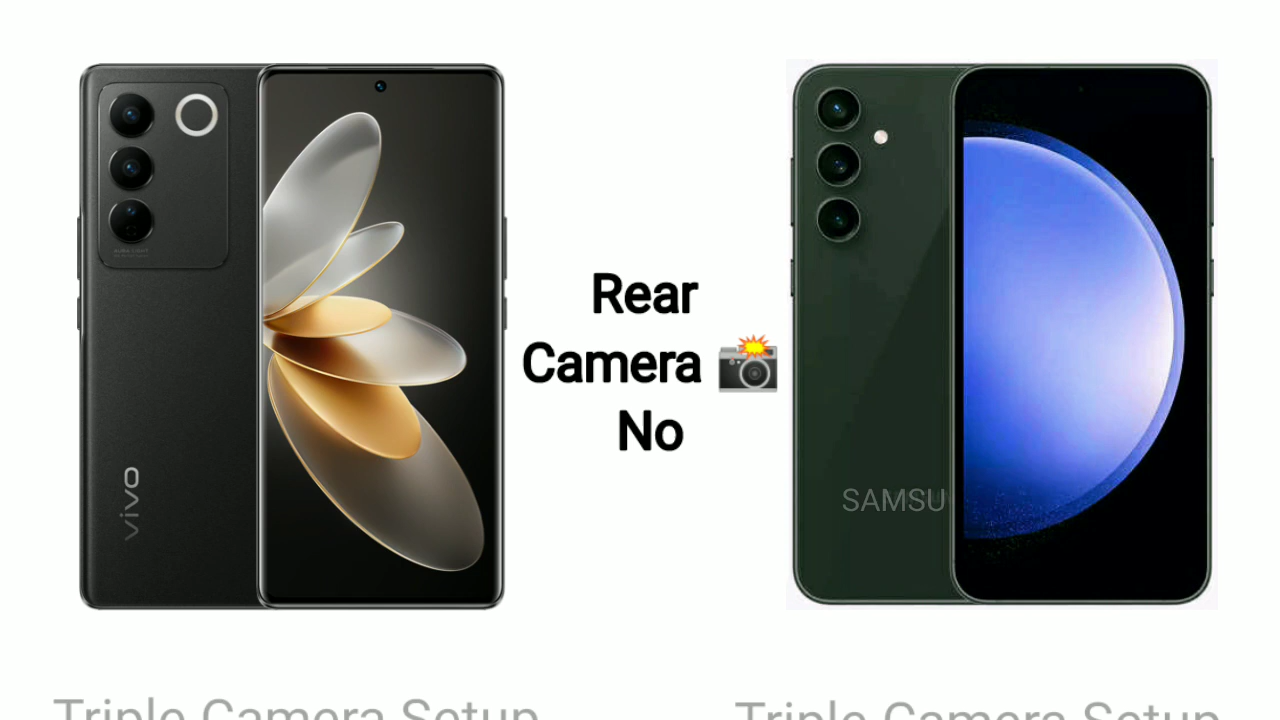 Rear
Camera 📸
No
vivo
SAMSU
Triple Camera Setup
Triple Camera Setup